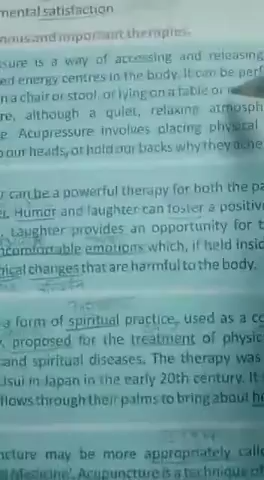 mental satisfaction
nous and important therapies.
sure is a way of accessing and releasing
ed energy centres in the body. It can be perf
n a chair or stool, or lying on a table or
re, although a quiet, relaxing atmosph
e. Acupressure involves placing physical
o our heads, or hold our backs why they ache
y can be a powerful therapy for both the pa
er. Humor and laughter can foster a positiv
. Laughter provides an opportunity for t
ncomfortable emotions which, if held insid
mical changes that are harmful to the body.
a form of spiritual practice, used as a co
, proposed for the treatment of physic
and spiritual diseases. The therapy was
Usui in Japan in the early 20th century. It
flows through their palms to bring about he
ncture may be more appropriately calle
Medicine'. Acupuncture is a technique of